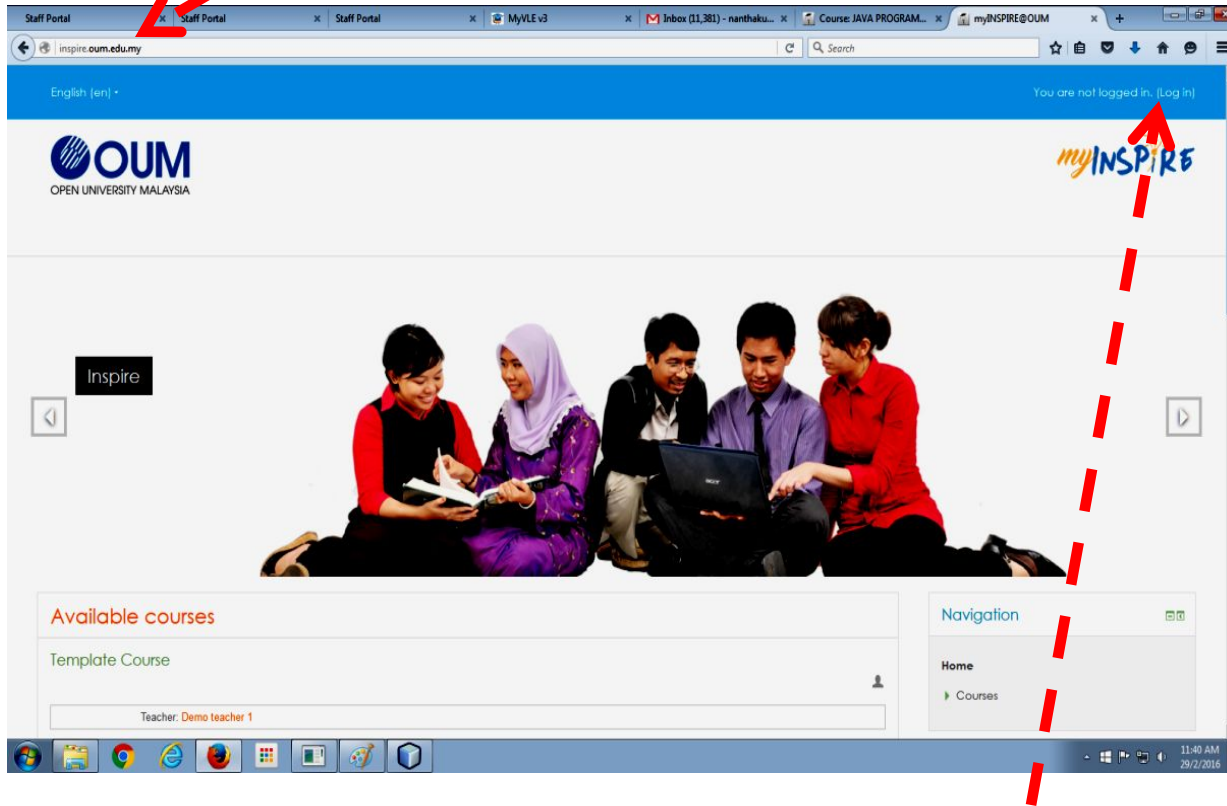 Staff Portal Staff Portal Staff Portal MyVLE v3 Inbox (11,381) - nanthaku... Course: JAVA PROGRAM... myINSPIRE@OUM
inspire.oum.edu.my Search
English (en) You are not logged in. (Log in)
OUM
OPEN UNIVERSITY MALAYSIA
myINSPIRE
Inspire
acer
Available courses
Template Course
Teacher: Demo teacher 1
Navigation
Home
Courses
11:40 AM
29/2/2016